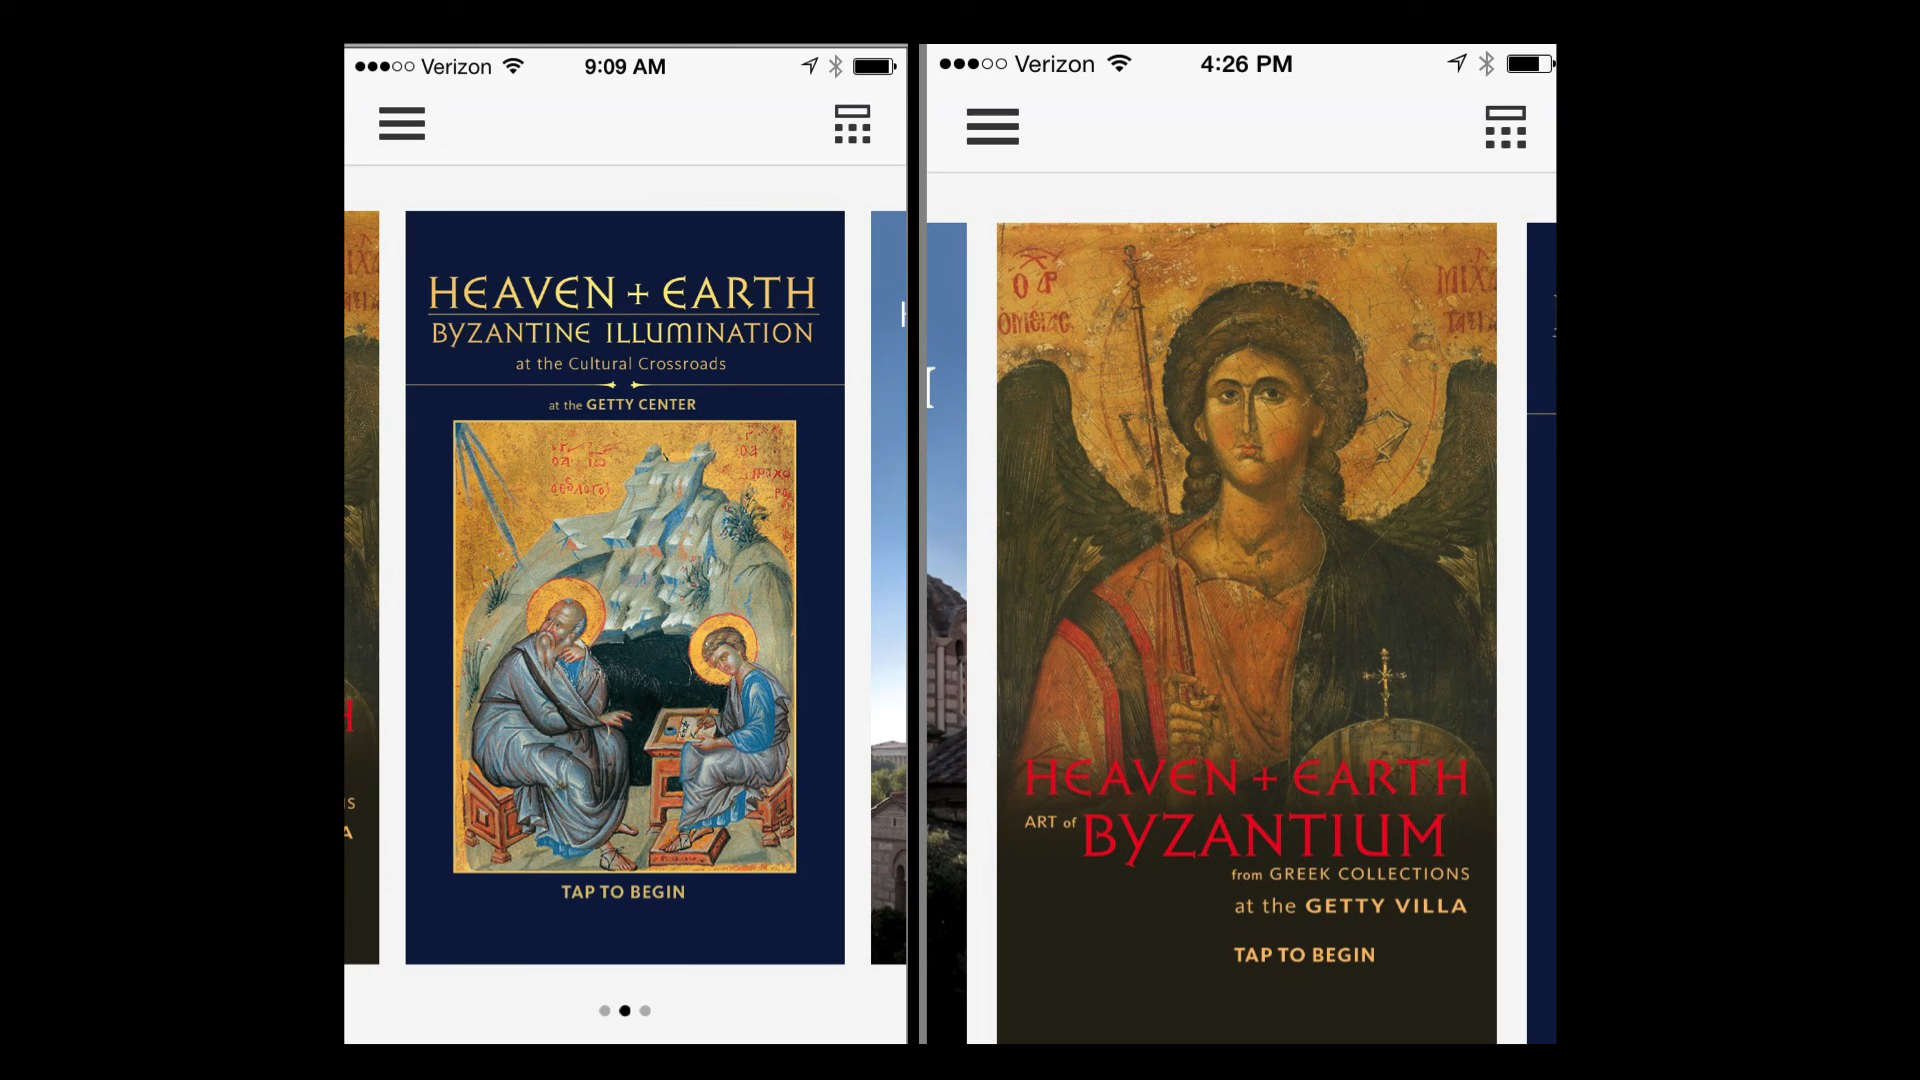 Verizon 9:09 AM
HEAVEN + EARTH
BYZANTINE ILLUMINATION
at the Cultural Crossroads
at the GETTY CENTER
TAP TO BEGIN
Verizon 4:26 PM
HEAVEN + EARTH
ART of BYZANTIUM
from GREEK COLLECTIONS
at the GETTY VILLA
TAP TO BEGIN